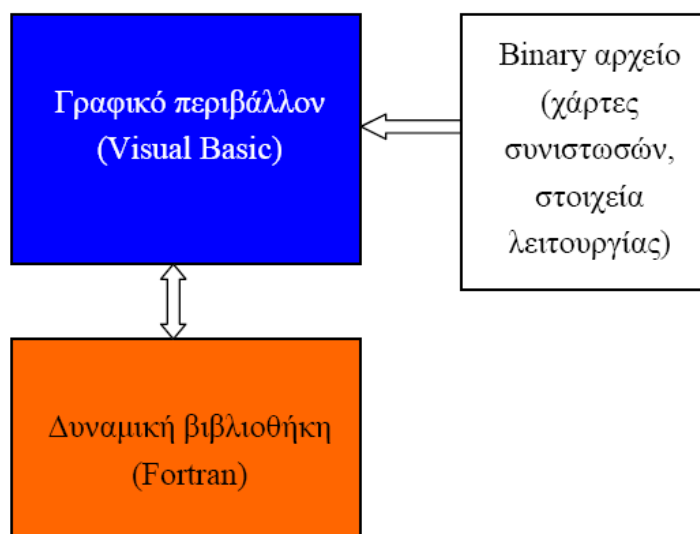 Γραφικό περιβάλλον
(Visual Basic)
Binary αρχείο
(χάρτες
συνιστωσών,
στοιχεία
λειτουργίας)
Δυναμική βιβλιοθήκη
(Fortran)